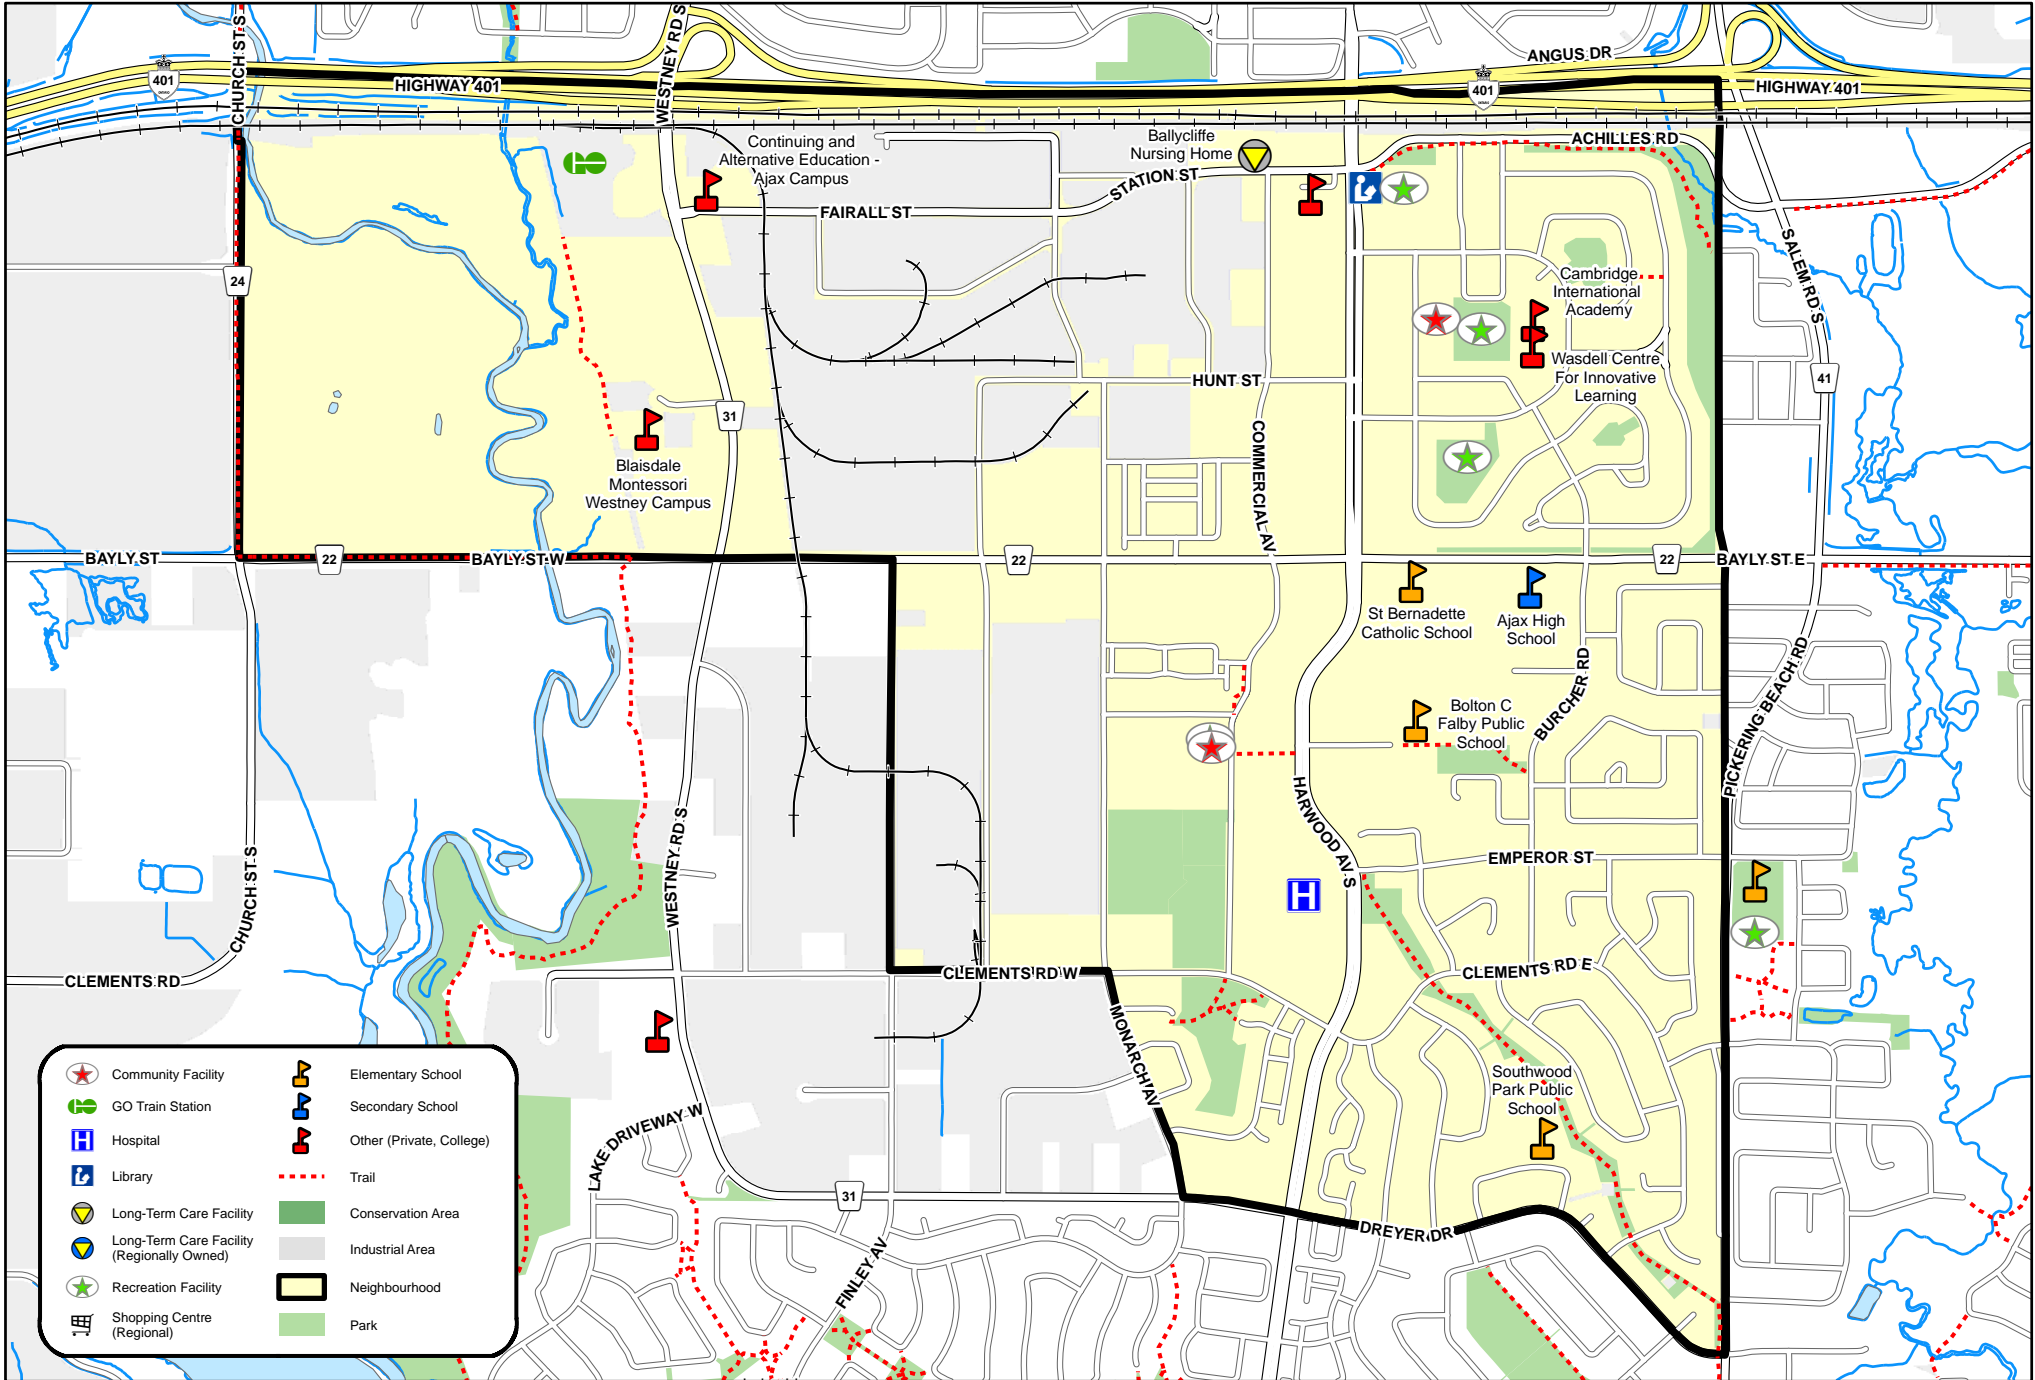 CHURCH ST S
WESTNEY RD S
ANGUS DR
401
HIGHWAY 401
401
HIGHWAY 401
Continuing and
Alternative Education -
Ajax Campus
Ballycliffe
Nursing Home
ACHILLES RD
STATION ST
FAIRALL ST
SALEM RD S
24
Cambridge
International
Academy
Wasdell Centre
For Innovative
Learning
HUNT ST
41
31
COMMERCIAL AV
Blaisdale
Montessori
Westney Campus
BAYLY ST
22
BAYLY ST W
22
22
BAYLY ST E
St Bernadette
Catholic School
Ajax High
School
BURCHER RD
PICKERING BEACH RD
Bolton C
Falby Public
School
HARWOOD AV S
WESTNEY RD S
CHURCH ST S
EMPEROR ST
CLEMENTS RD
CLEMENTS RD W
CLEMENTS RD E
MONARCH AV
Southwood
Park Public
School
LAKE DRIVEWAY W
31
DREYER DR
FINLEY AV
Community Facility
Elementary School
GO Train Station
Secondary School
Hospital
Other (Private, College)
Library
Trail
Long-Term Care Facility
Conservation Area
Long-Term Care Facility
(Regionally Owned)
Industrial Area
Recreation Facility
Neighbourhood
Shopping Centre
(Regional)
Park